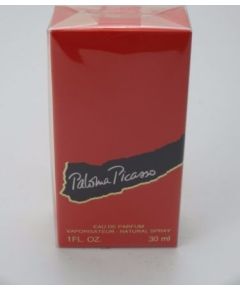 Paloma Picasso
EAU DE PARFUM
VAPORISATEUR - NATURAL SPRAY
1FL. OZ. 30 ml